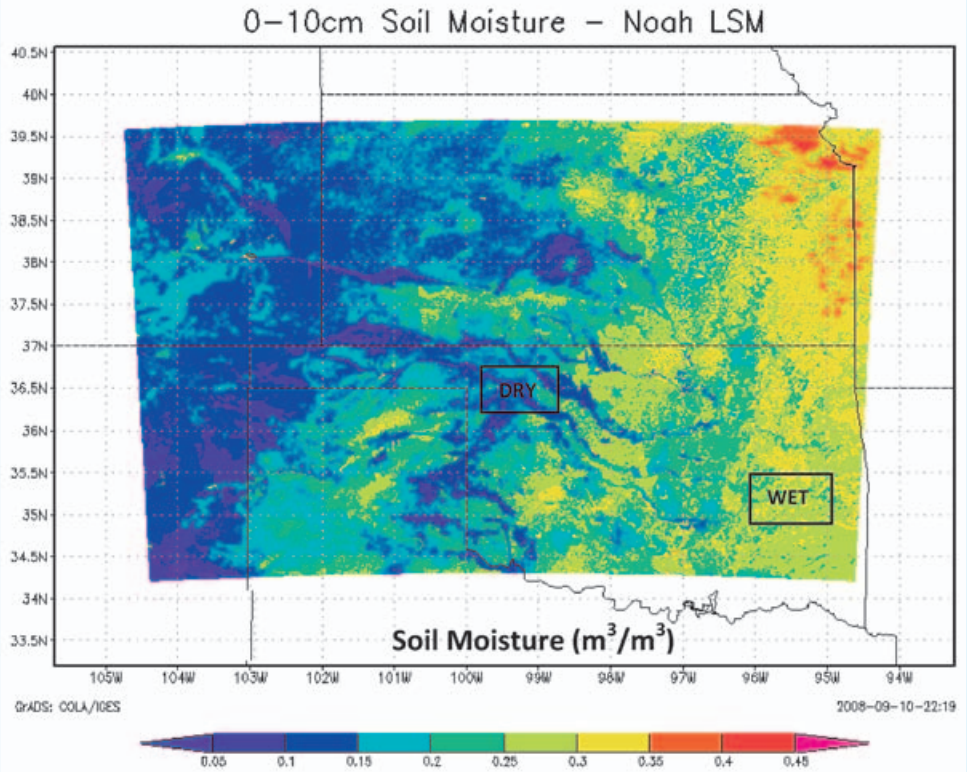 0-10cm Soil Moisture - Noah LSM
40.5N
40N
39.5N
39N
38.5N
38N
37.5N
37N
36.5N
36N
35.5N
35N
34.5N
34N
33.5N
DRY
WET
Soil Moisture (m³/m³)
105W 104W 103W 102W 101W 100W 99W 98W 97W 96W 95W 94W
GrADS: COLA/IGES 2008-09-10-22:19
0.05 0.1 0.15 0.2 0.25 0.3 0.35 0.4 0.45